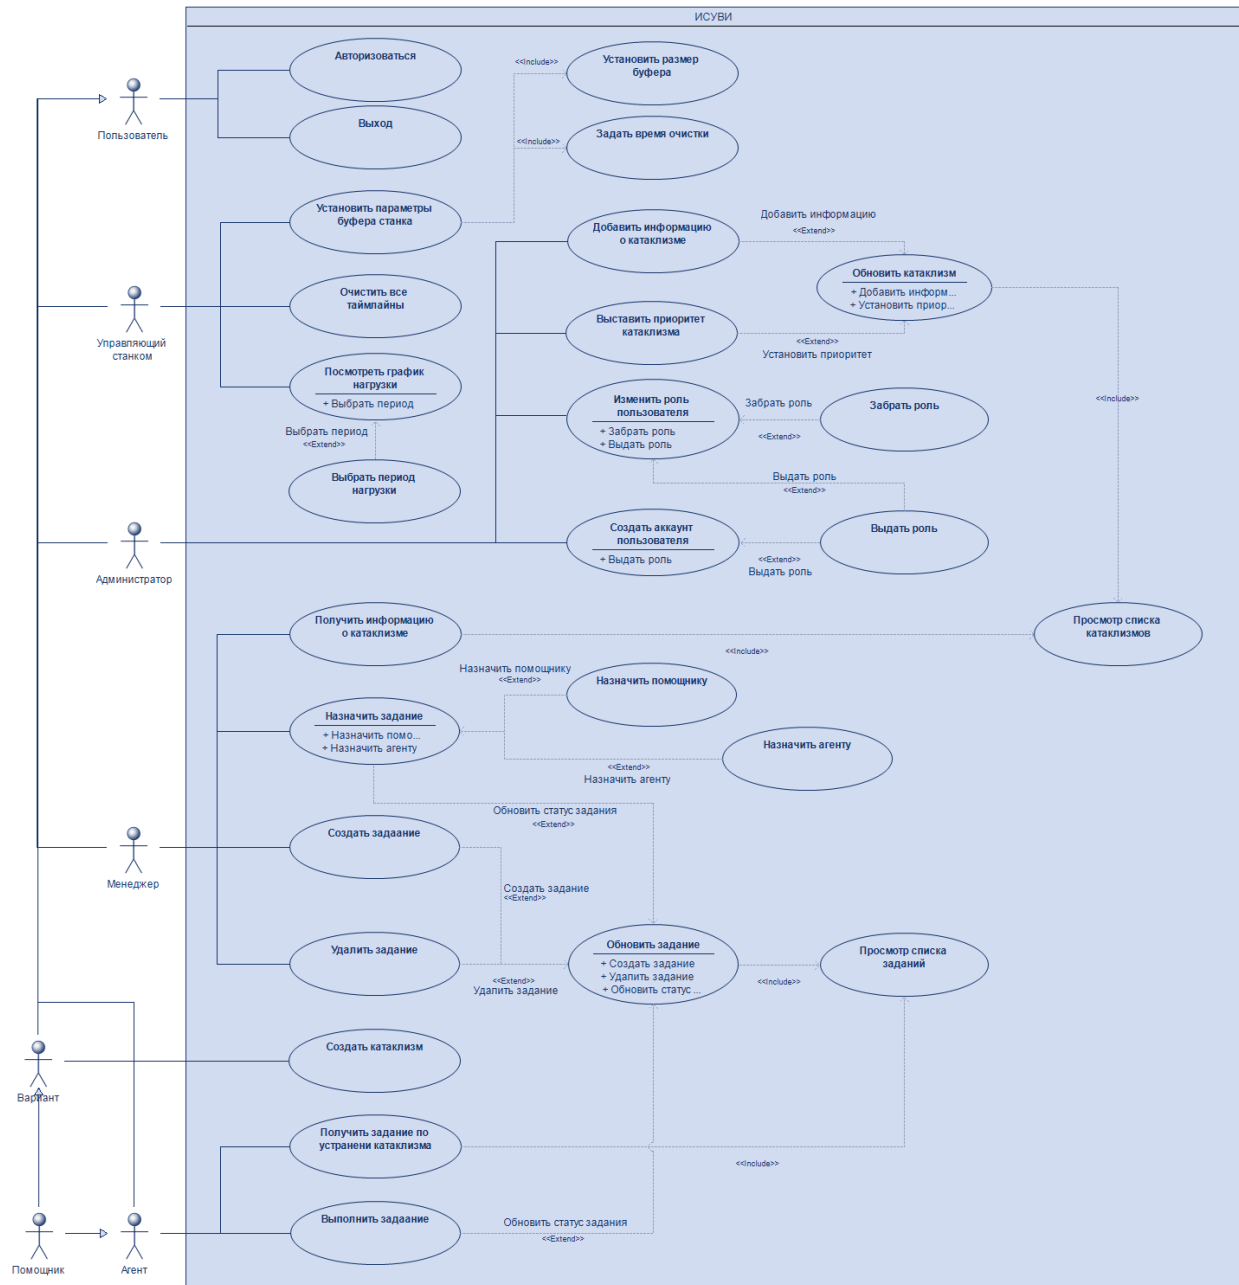 ИСУВИ
Авторизоваться
<<Include>>
Установить размер
буфера
Пользователь
Выход
<<Include>>
Задать время очистки
Установить параметры
буфера станка
Добавить информацию
о катаклизме
Добавить информацию
<<Extend>>
Обновить катаклизм
+ Добавить информ...
+ Установить приор...
Управляющий
станком
Очистить все
таймлайны
Выставить приоритет
катаклизма
<<Extend>>
Установить приоритет
Посмотреть график
нагрузки
+ Выбрать период
Выбрать период
<<Extend>>
Изменить роль
пользователя
+ Забрать роль
+ Выдать роль
Забрать роль
<<Extend>>
Забрать роль
<<Include>>
Выбрать период
нагрузки
Выдать роль
<<Extend>>
Администратор
Создать аккаунт
пользователя
+ Выдать роль
<<Extend>>
Выдать роль
Выдать роль
Получить информацию
о катаклизме
<<Include>>
Просмотр списка
катаклизмов
Назначить помощнику
<<Extend>>
Назначить помощнику
Назначить задание
+ Назначить помо...
+ Назначить агенту
<<Extend>>
Назначить агенту
Назначить агенту
Обновить статус задания
<<Extend>>
Менеджер
Создать задаание
Создать задание
<<Extend>>
Удалить задание
<<Extend>>
Удалить задание
Обновить задание
+ Создать задание
+ Удалить задание
+ Обновить статус ...
<<Include>>
Просмотр списка
заданий
Вариант
Создать катаклизм
Получить задание по
устранени катаклизма
<<Include>>
Помощник
Агент
Выполнить задаание
Обновить статус задания
<<Extend>>